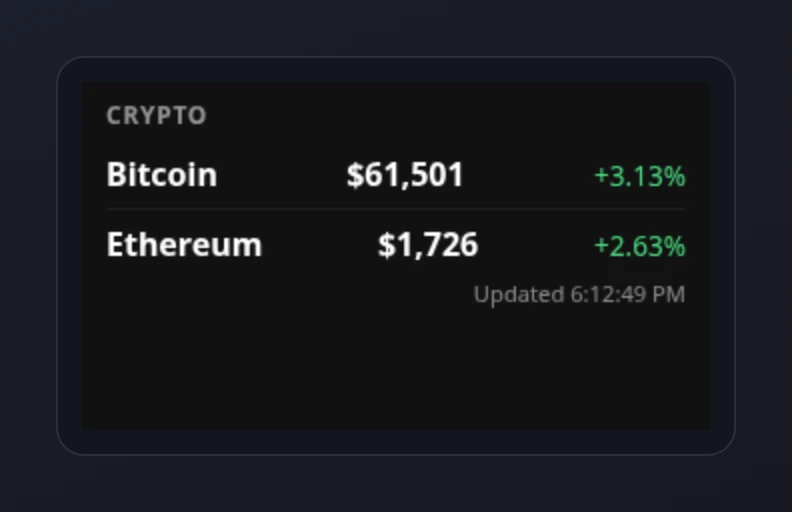 CRYPTO
Bitcoin $61,501 +3.13%
Ethereum $1,726 +2.63%
Updated 6:12:49 PM